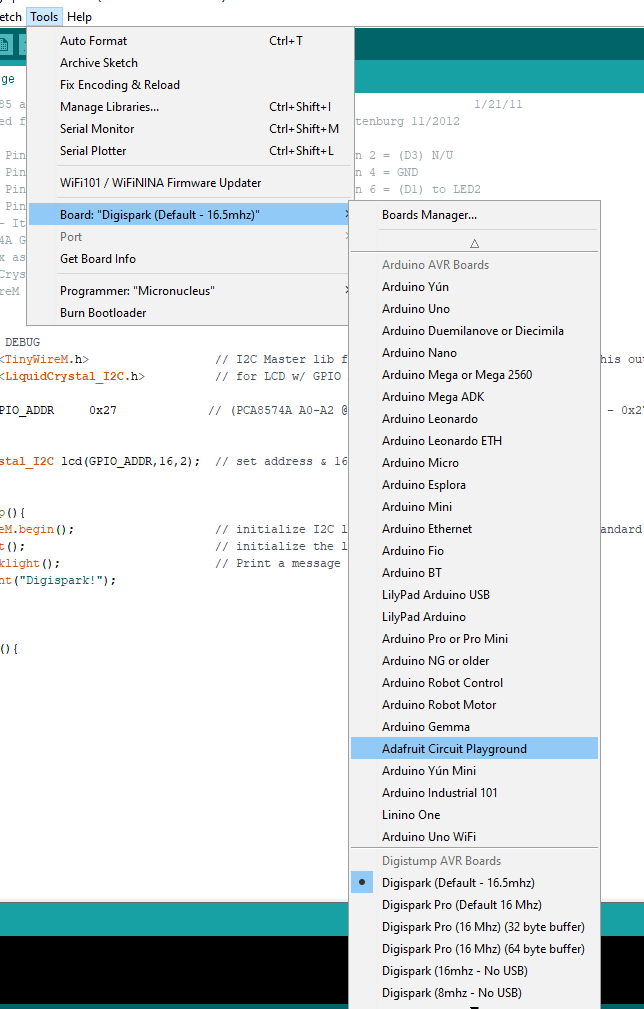 etch Tools Help
Auto Format Ctrl+T
Archive Sketch
ge Fix Encoding & Reload
Manage Libraries... Ctrl+Shift+I
85 a 1/21/11
ed f Serial Monitor Ctrl+Shift+M tenburg 11/2012
Serial Plotter Ctrl+Shift+L
Pin n 2 = (D3) N/U
Pin n 4 = GND
Pin WiFi101 / WiFiNINA Firmware Updater n 6 = (D1) to LED2
Pin
- It Board: "Digispark (Default - 16.5mhz)" Boards Manager...
4A G Port
x as Get Board Info Arduino AVR Boards
Crys
Arduino Yún
reM Programmer: "Micronucleus"
Arduino Uno
Burn Bootloader
Arduino Duemilanove or Diecimila
DEBUG
Arduino Nano
<TinyWireM.h> // I2C Master lib f his ou
Arduino Mega or Mega 2560
<LiquidCrystal_I2C.h> // for LCD w/ GPIO
Arduino Mega ADK
PIO_ADDR 0x27 // (PCA8574A A0-A2 @ - 0x27
Arduino Leonardo
Arduino Leonardo ETH
stal_I2C lcd(GPIO_ADDR,16,2); // set address & 16
Arduino Micro
Arduino Esplora
Arduino Mini
p(){
eM.begin(); // initialize I2C l Arduino Ethernet andard
t(); // initialize the l
Arduino Fio
klight(); // Print a message
Arduino BT
nt("Digispark!");
LilyPad Arduino USB
LilyPad Arduino
Arduino Pro or Pro Mini
(){
Arduino NG or older
Arduino Robot Control
Arduino Robot Motor
Arduino Gemma
Adafruit Circuit Playground
Arduino Yún Mini
Arduino Industrial 101
Linino One
Arduino Uno WiFi
Digistump AVR Boards
Digispark (Default - 16.5mhz)
Digispark Pro (Default 16 Mhz)
Digispark Pro (16 Mhz) (32 byte buffer)
Digispark Pro (16 Mhz) (64 byte buffer)
Digispark (16mhz - No USB)
Digispark (8mhz - No USB)